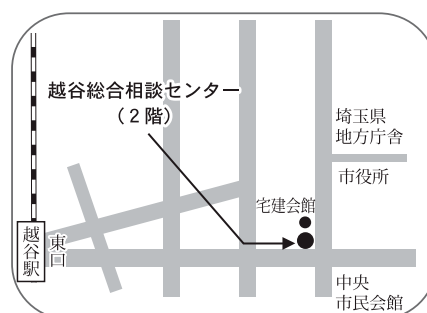 越谷総合相談センター
（２階）
埼玉県
地方庁舎
市役所
宅建会館
越谷駅
東口
中央
市民会館